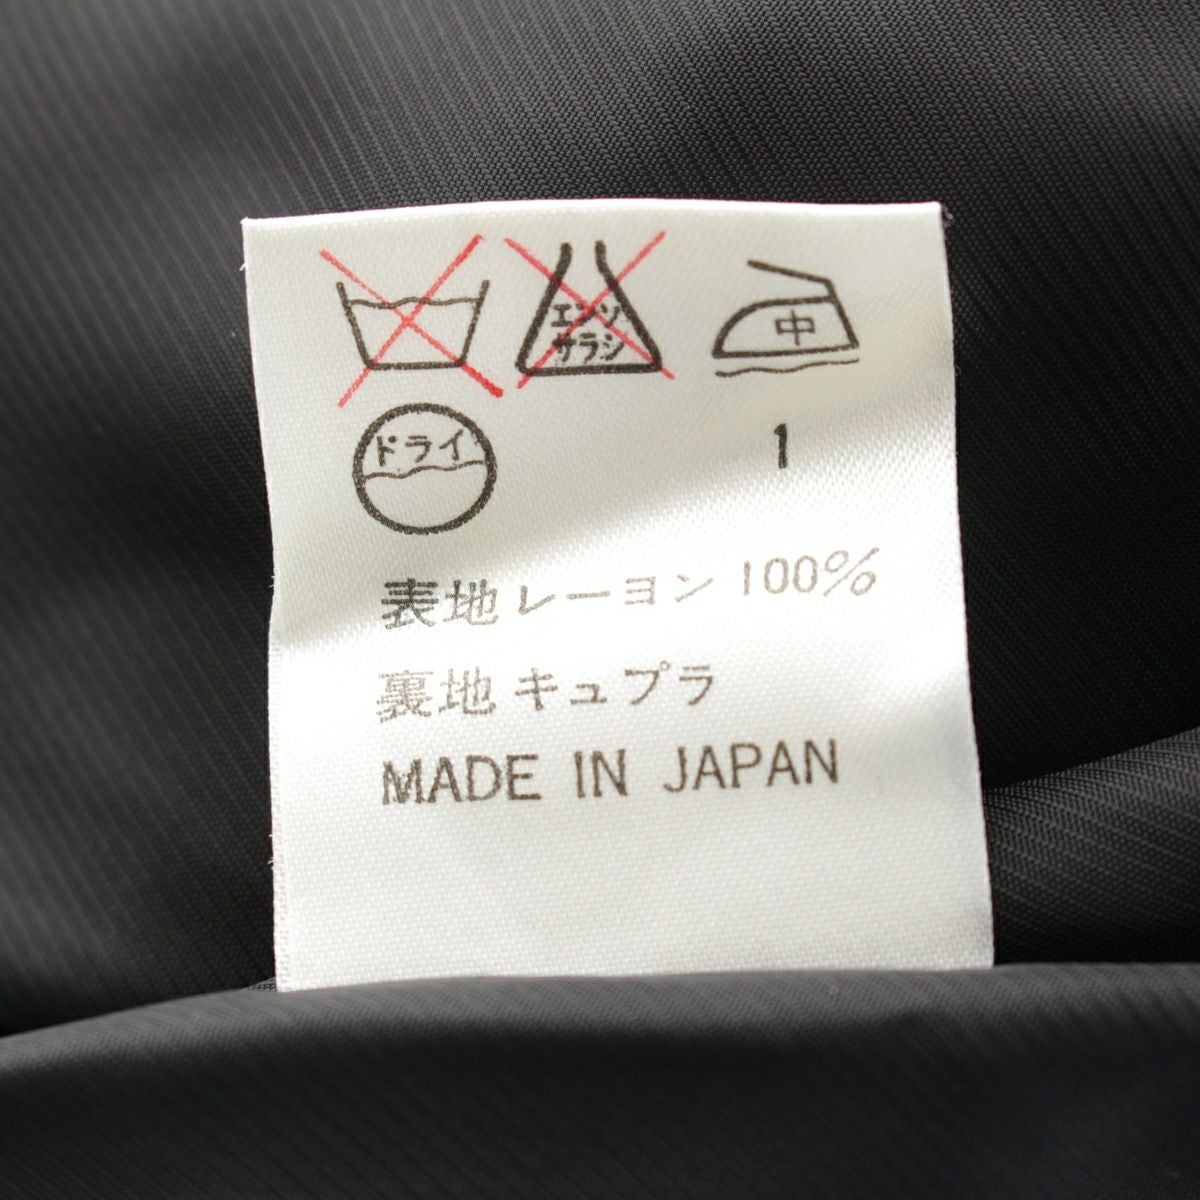 エンソ
サラシ
中
ドライ
1
表地 レーヨン 100%
裏地 キュプラ
MADE IN JAPAN